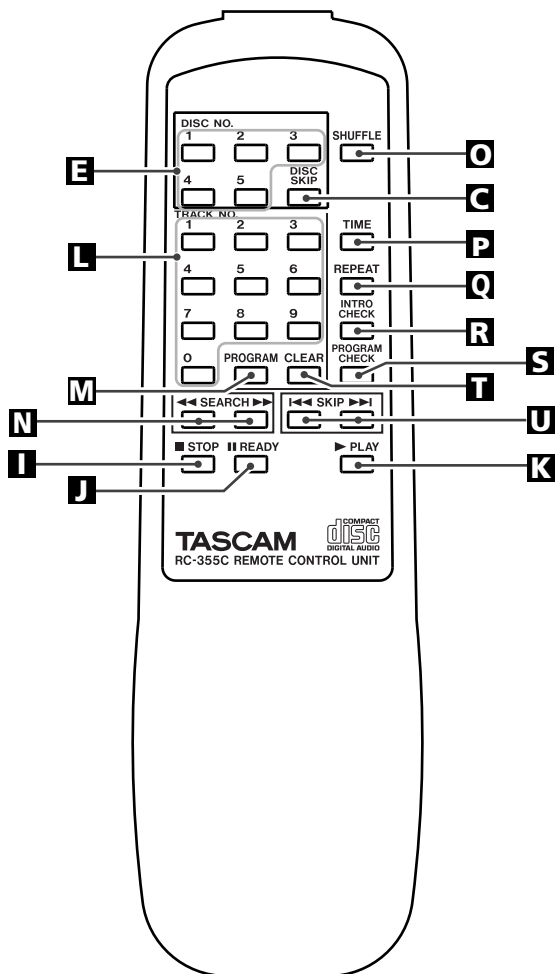 DISC NO.
1 2 3 SHUFFLE
O
E
4 5 DISC SKIP
C
TRACK NO.
1 2 3 TIME
L
P
4 5 6 REPEAT
Q
7 8 9 INTRO CHECK
R
0 PROGRAM CLEAR PROGRAM CHECK
S
M
T
◀◀ SEARCH ▶▶ I◀◀ SKIP ▶▶I
N
U
■ STOP ▮▮ READY ▶ PLAY
I
K
J
TASCAM COMPACT disc DIGITAL AUDIO
RC-355C REMOTE CONTROL UNIT